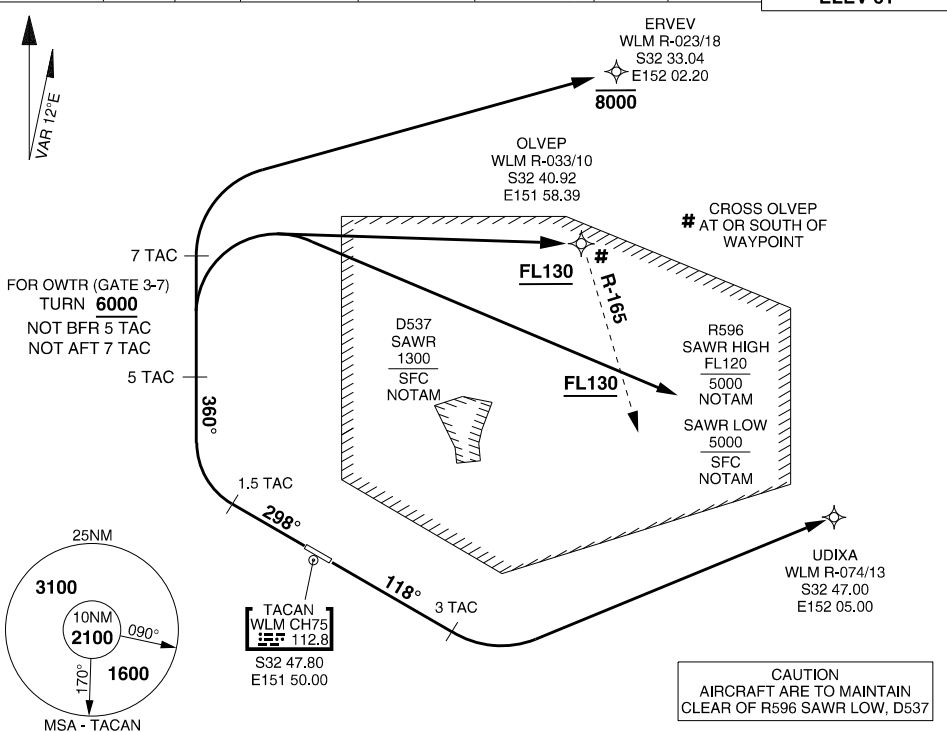 ELEV 31
VAR 12°E
ERVEV
WLM R-023/18
S32 33.04
E152 02.20
8000
OLVEP
WLM R-033/10
S32 40.92
E151 58.39
# CROSS OLVEP
AT OR SOUTH OF
WAYPOINT
7 TAC
FOR OWTR (GATE 3-7)
TURN 6000
NOT BFR 5 TAC
NOT AFT 7 TAC
5 TAC
360°
FL130
#
R-165
D537
SAWR
1300
SFC
NOTAM
FL130
R596
SAWR HIGH
FL120
5000
NOTAM
SAWR LOW
5000
SFC
NOTAM
1.5 TAC
298°
118°
3 TAC
TACAN
WLM CH75
112.8
S32 47.80
E151 50.00
UDIXA
WLM R-074/13
S32 47.00
E152 05.00
25NM
3100
10NM
2100
090°
170°
1600
MSA - TACAN
CAUTION
AIRCRAFT ARE TO MAINTAIN
CLEAR OF R596 SAWR LOW, D537